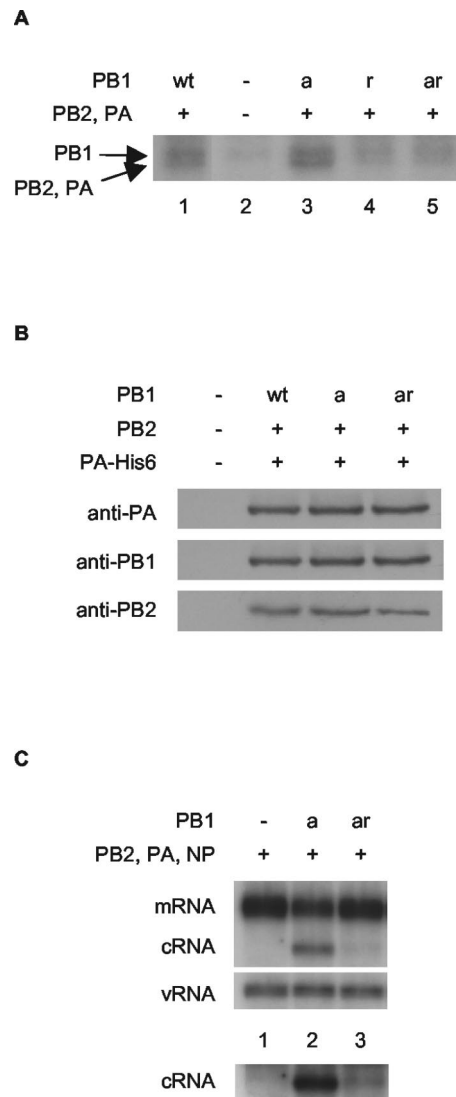 A
PB1 wt - a r ar
PB2, PA + - + + +
PB1
PB2, PA
1 2 3 4 5
B
PB1 - wt a ar
PB2 - + + +
PA-His6 - + + +
anti-PA
anti-PB1
anti-PB2
C
PB1 - a ar
PB2, PA, NP + + +
mRNA
cRNA
vRNA
1 2 3
cRNA